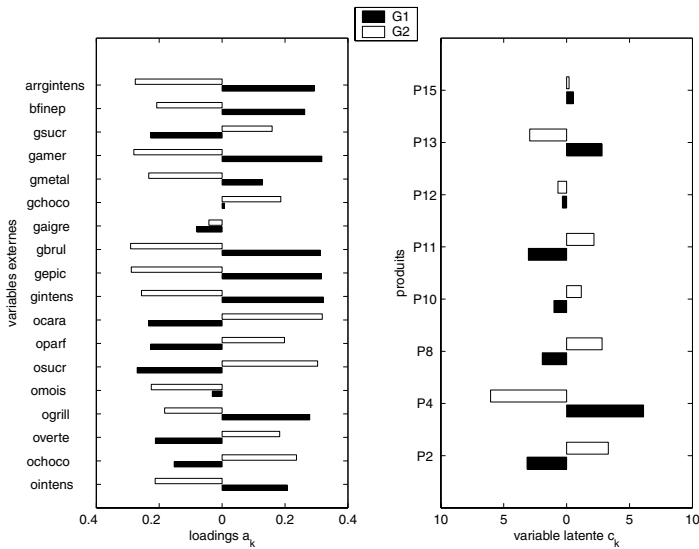 G1
G2
arrgintens
bfinep
gsucr
gamer
gmetal
gchoco
gaigre
gbrul
gepic
gintens
ocara
oparf
osucr
omois
ogrill
overte
ochoco
ointens
variables externes
0.4 0.2 0 0.2 0.4
loadings a_k
P15
P13
P12
P11
P10
P8
P4
P2
produits
10 5 0 5 10
variable latente c_k